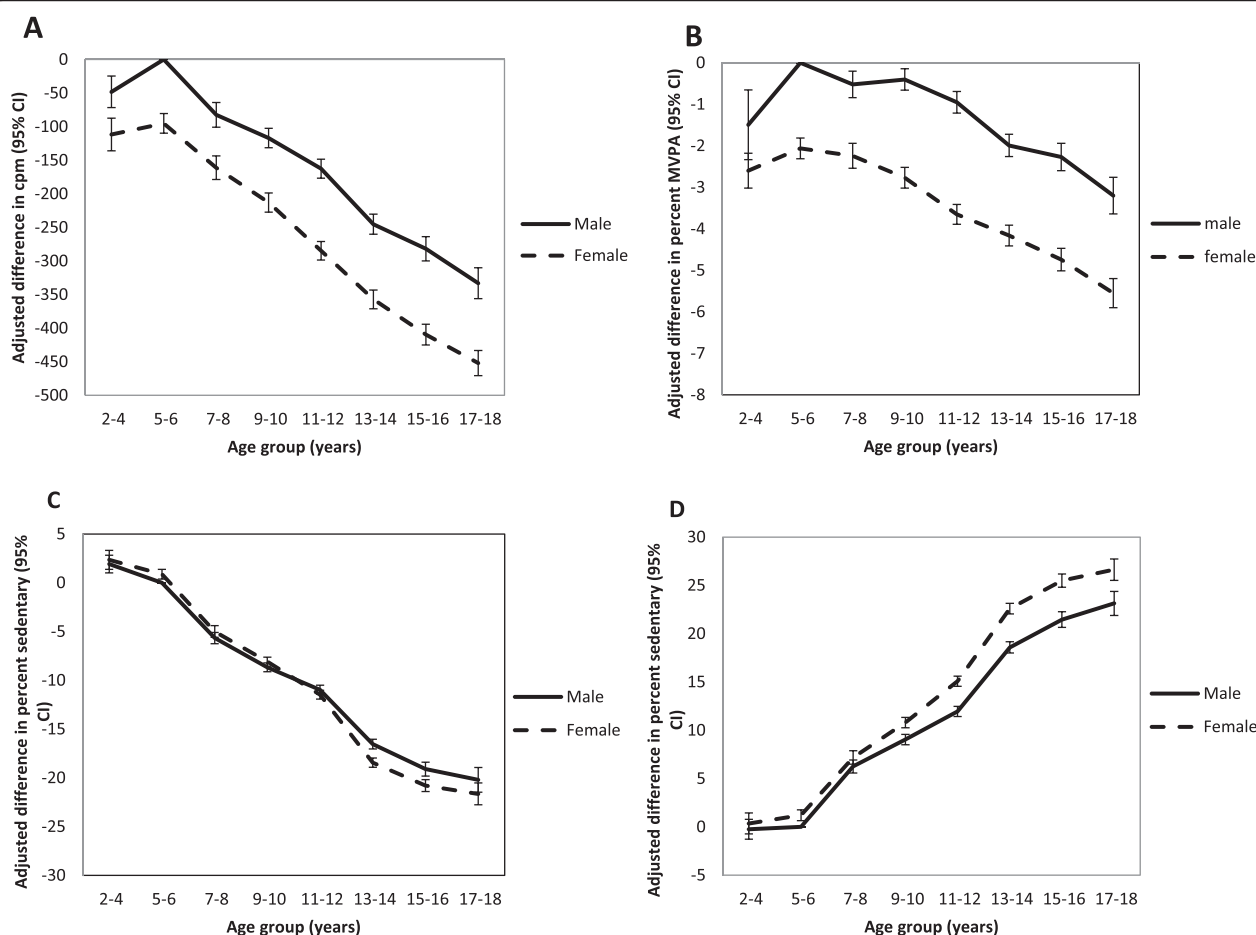 A
Adjusted difference in cpm (95% CI)
0
-50
-100
-150
-200
-250
-300
-350
-400
-450
-500
2-4 5-6 7-8 9-10 11-12 13-14 15-16 17-18
Age group (years)
Male
Female
B
Adjusted difference in percent MVPA (95% CI)
0
-1
-2
-3
-4
-5
-6
-7
-8
2-4 5-6 7-8 9-10 11-12 13-14 15-16 17-18
Age group (years)
male
female
C
Adjusted difference in percent sedentary (95%
CI)
5
0
-5
-10
-15
-20
-25
-30
2-4 5-6 7-8 9-10 11-12 13-14 15-16 17-18
Age group (years)
Male
Female
D
Adjusted difference in percent sedentary (95%
CI)
30
25
20
15
10
5
0
-5
2-4 5-6 7-8 9-10 11-12 13-14 15-16 17-18
Age group (years)
Male
Female